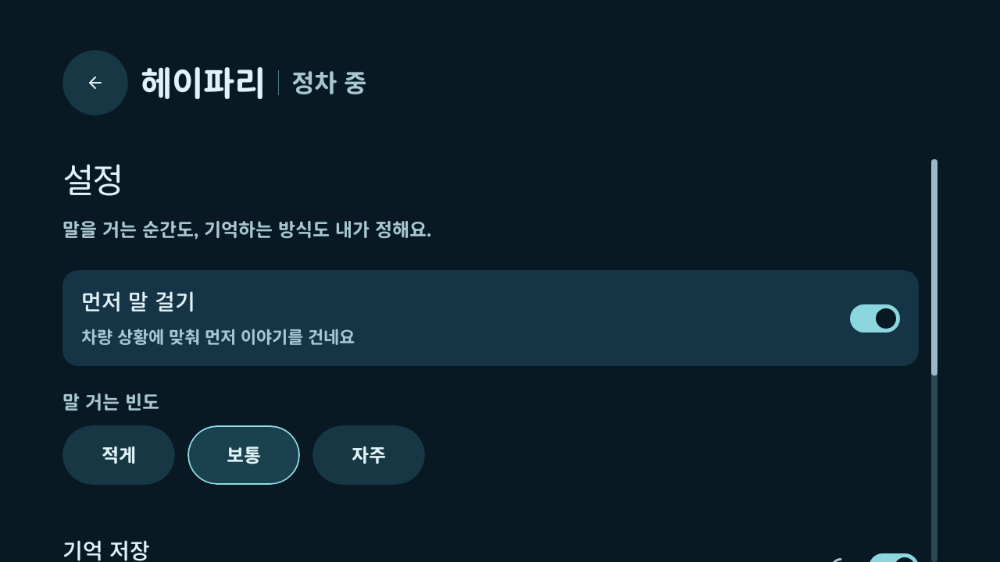 헤이파리 정차 중
설정
말을 거는 순간도, 기억하는 방식도 내가 정해요.
먼저 말 걸기
차량 상황에 맞춰 먼저 이야기를 건네요
말 거는 빈도
적게 보통 자주
기억 저장